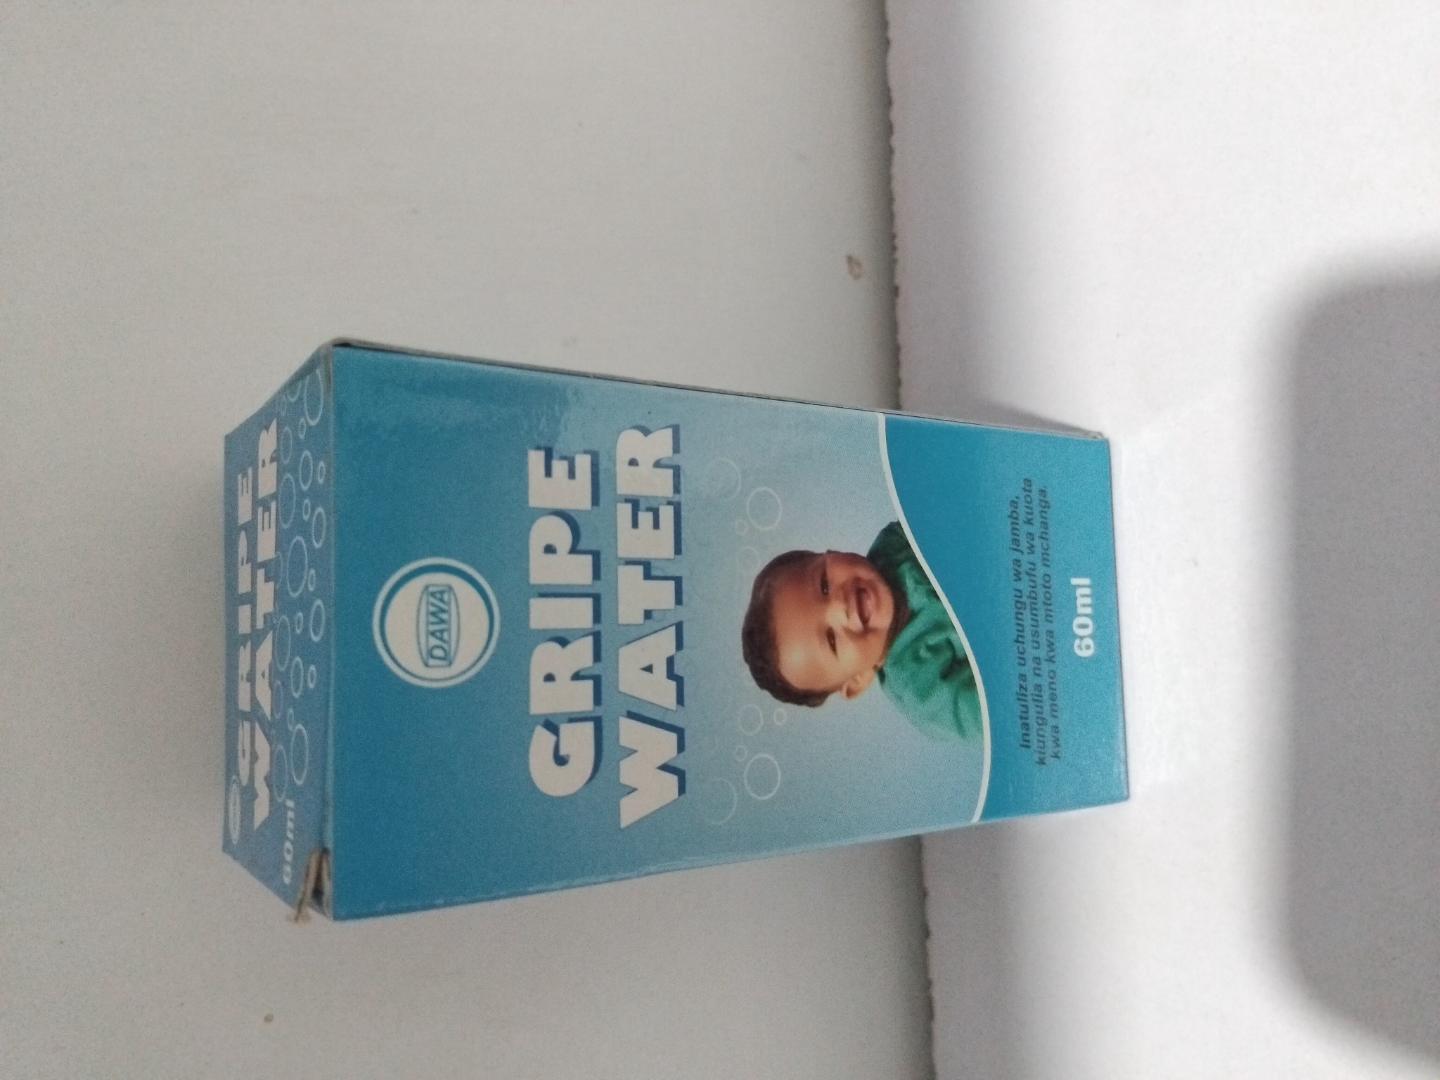 GRIPE
WATER
60ml
DAWA
GRIPE
WATER
Inatuliza uchungu wa jamba,
kiungulia na usumbufu wa kuota
kwa meno kwa mtoto mchanga.
60ml